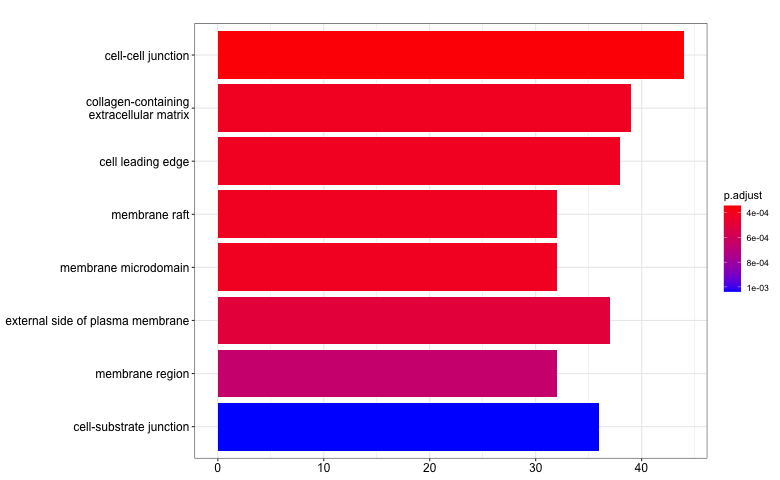 cell-cell junction
collagen-containing
extracellular matrix
cell leading edge
membrane raft
membrane microdomain
external side of plasma membrane
membrane region
cell-substrate junction
0 10 20 30 40
p.adjust
4e-04
6e-04
8e-04
1e-03